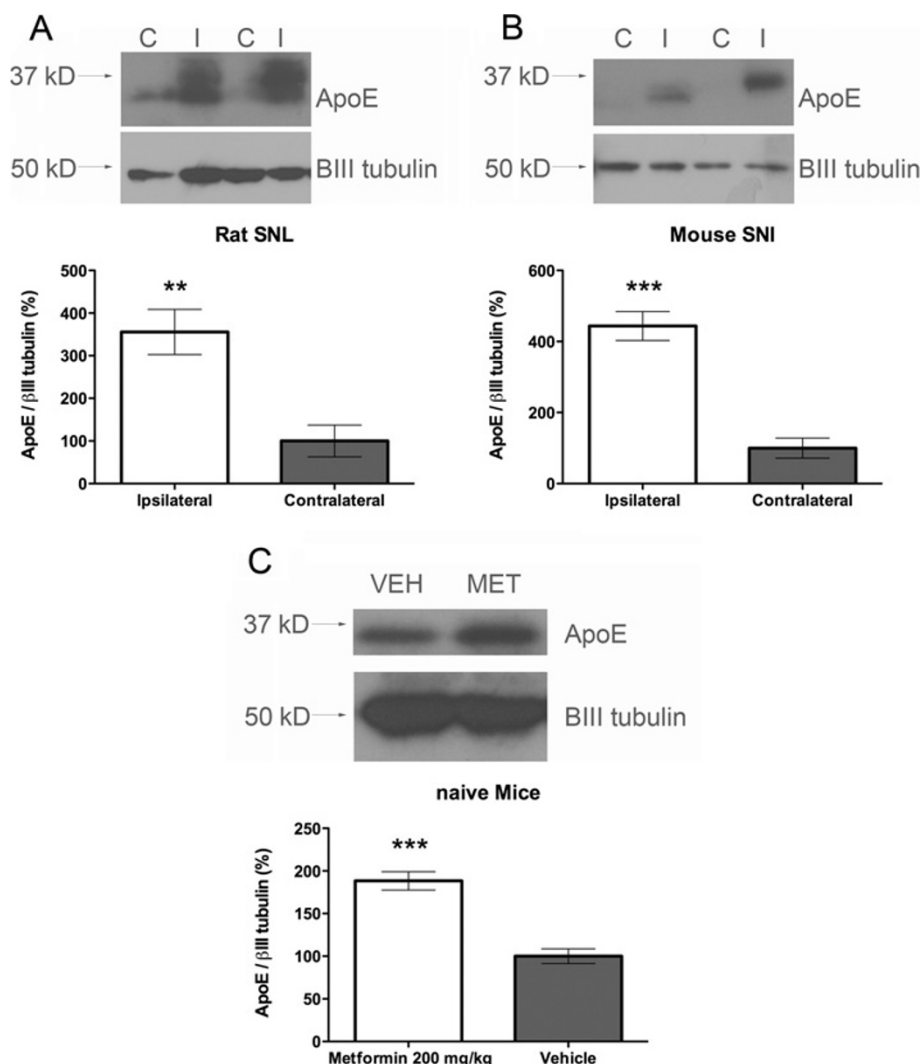 A
C I C I
37 kD
ApoE
50 kD
BIII tubulin
Rat SNL
ApoE / βIII tubulin (%)
500
400
300
200
100
0
**
Ipsilateral Contralateral
B
C I C I
37 kD
ApoE
50 kD
BIII tubulin
Mouse SNI
ApoE / βIII tubulin (%)
600
400
200
0
***
Ipsilateral Contralateral
C
VEH MET
37 kD
ApoE
50 kD
BIII tubulin
naive Mice
ApoE / βIII tubulin (%)
250
200
150
100
50
0
***
Metformin 200 mg/kg Vehicle